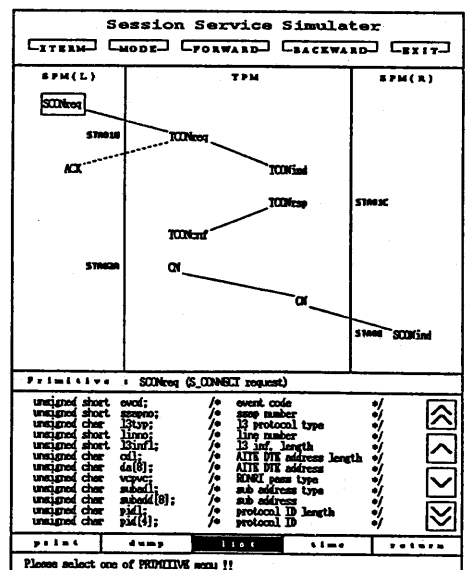 Session Service Simulater
XTERM MODE FORWARD BACKWARD EXIT
SPM(L) TPM SPM(R)
SCONreq
STA01B TCONreq
ACK TCONind
TCONrsp STA01C
TCONcnf
STA02A CN
CN
STA08 SCONind
Primitive : SCONreq (S_CONNECT request)
unsigned short evcd; /* event code */
unsigned short ssapno; /* ssap number */
unsigned char l3typ; /* l3 protocol type */
unsigned short linno; /* line number */
unsigned short l3infl; /* l3 inf. length */
unsigned char cdl; /* AITE DTE address length */
unsigned char da[8]; /* AITE DTE address */
unsigned char vcpvc; /* RDNRI pass type */
unsigned char subadl; /* sub address type */
unsigned char subadd[8]; /* sub address */
unsigned char pidl; /* protocol ID length */
unsigned char pid[4]; /* protocol ID */
print dump list time return
Please select one of PRIMITIVE menu !!